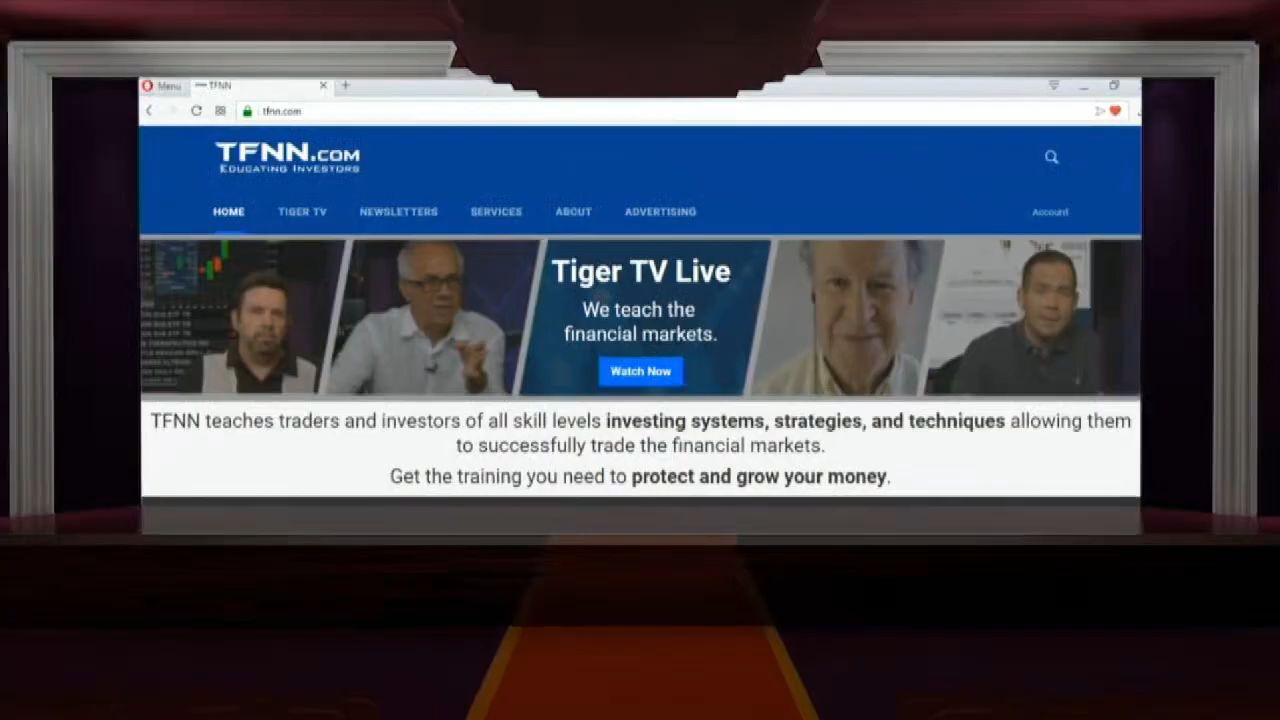 Menu
TFNN
tfnn.com
TFNN.COM
EDUCATING INVESTORS
HOME
TIGER TV
NEWSLETTERS
SERVICES
ABOUT
ADVERTISING
Account
Tiger TV Live
We teach the
financial markets.
Watch Now
TFNN teaches traders and investors of all skill levels investing systems, strategies, and techniques allowing them
to successfully trade the financial markets.
Get the training you need to protect and grow your money.